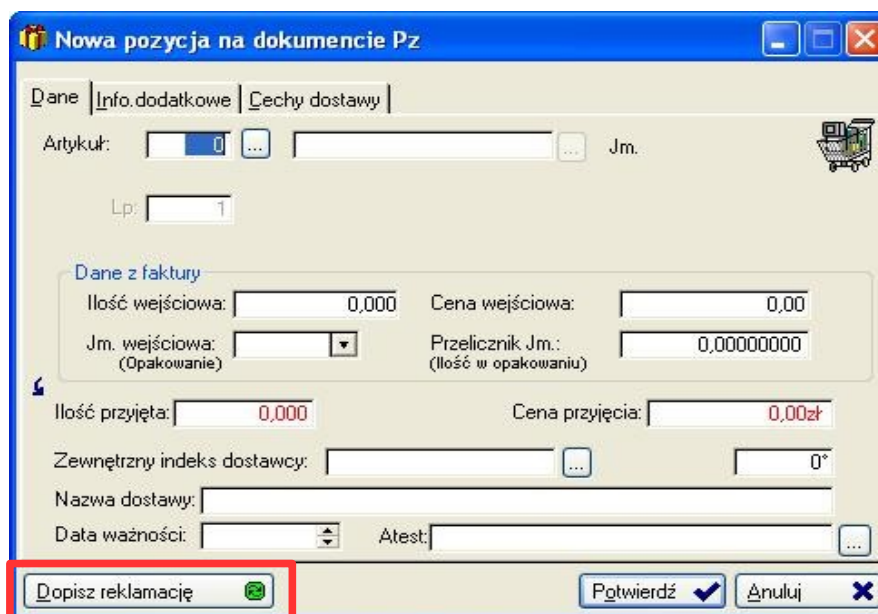 Nowa pozycja na dokumencie Pz
Dane Info.dodatkowe Cechy dostawy
Artykuł: 0 ... ... Jm.
Lp: 1
Dane z faktury
Ilość wejściowa: 0,000 Cena wejściowa: 0,00
Jm. wejściowa: Przelicznik Jm.: 0,00000000
(Opakowanie) (Ilość w opakowaniu)
Ilość przyjęta: 0,000 Cena przyjęcia: 0,00zł
Zewnętrzny indeks dostawcy: ... 0°
Nazwa dostawy:
Data ważności: Atest: ...
Dopisz reklamację Potwierdź Anuluj